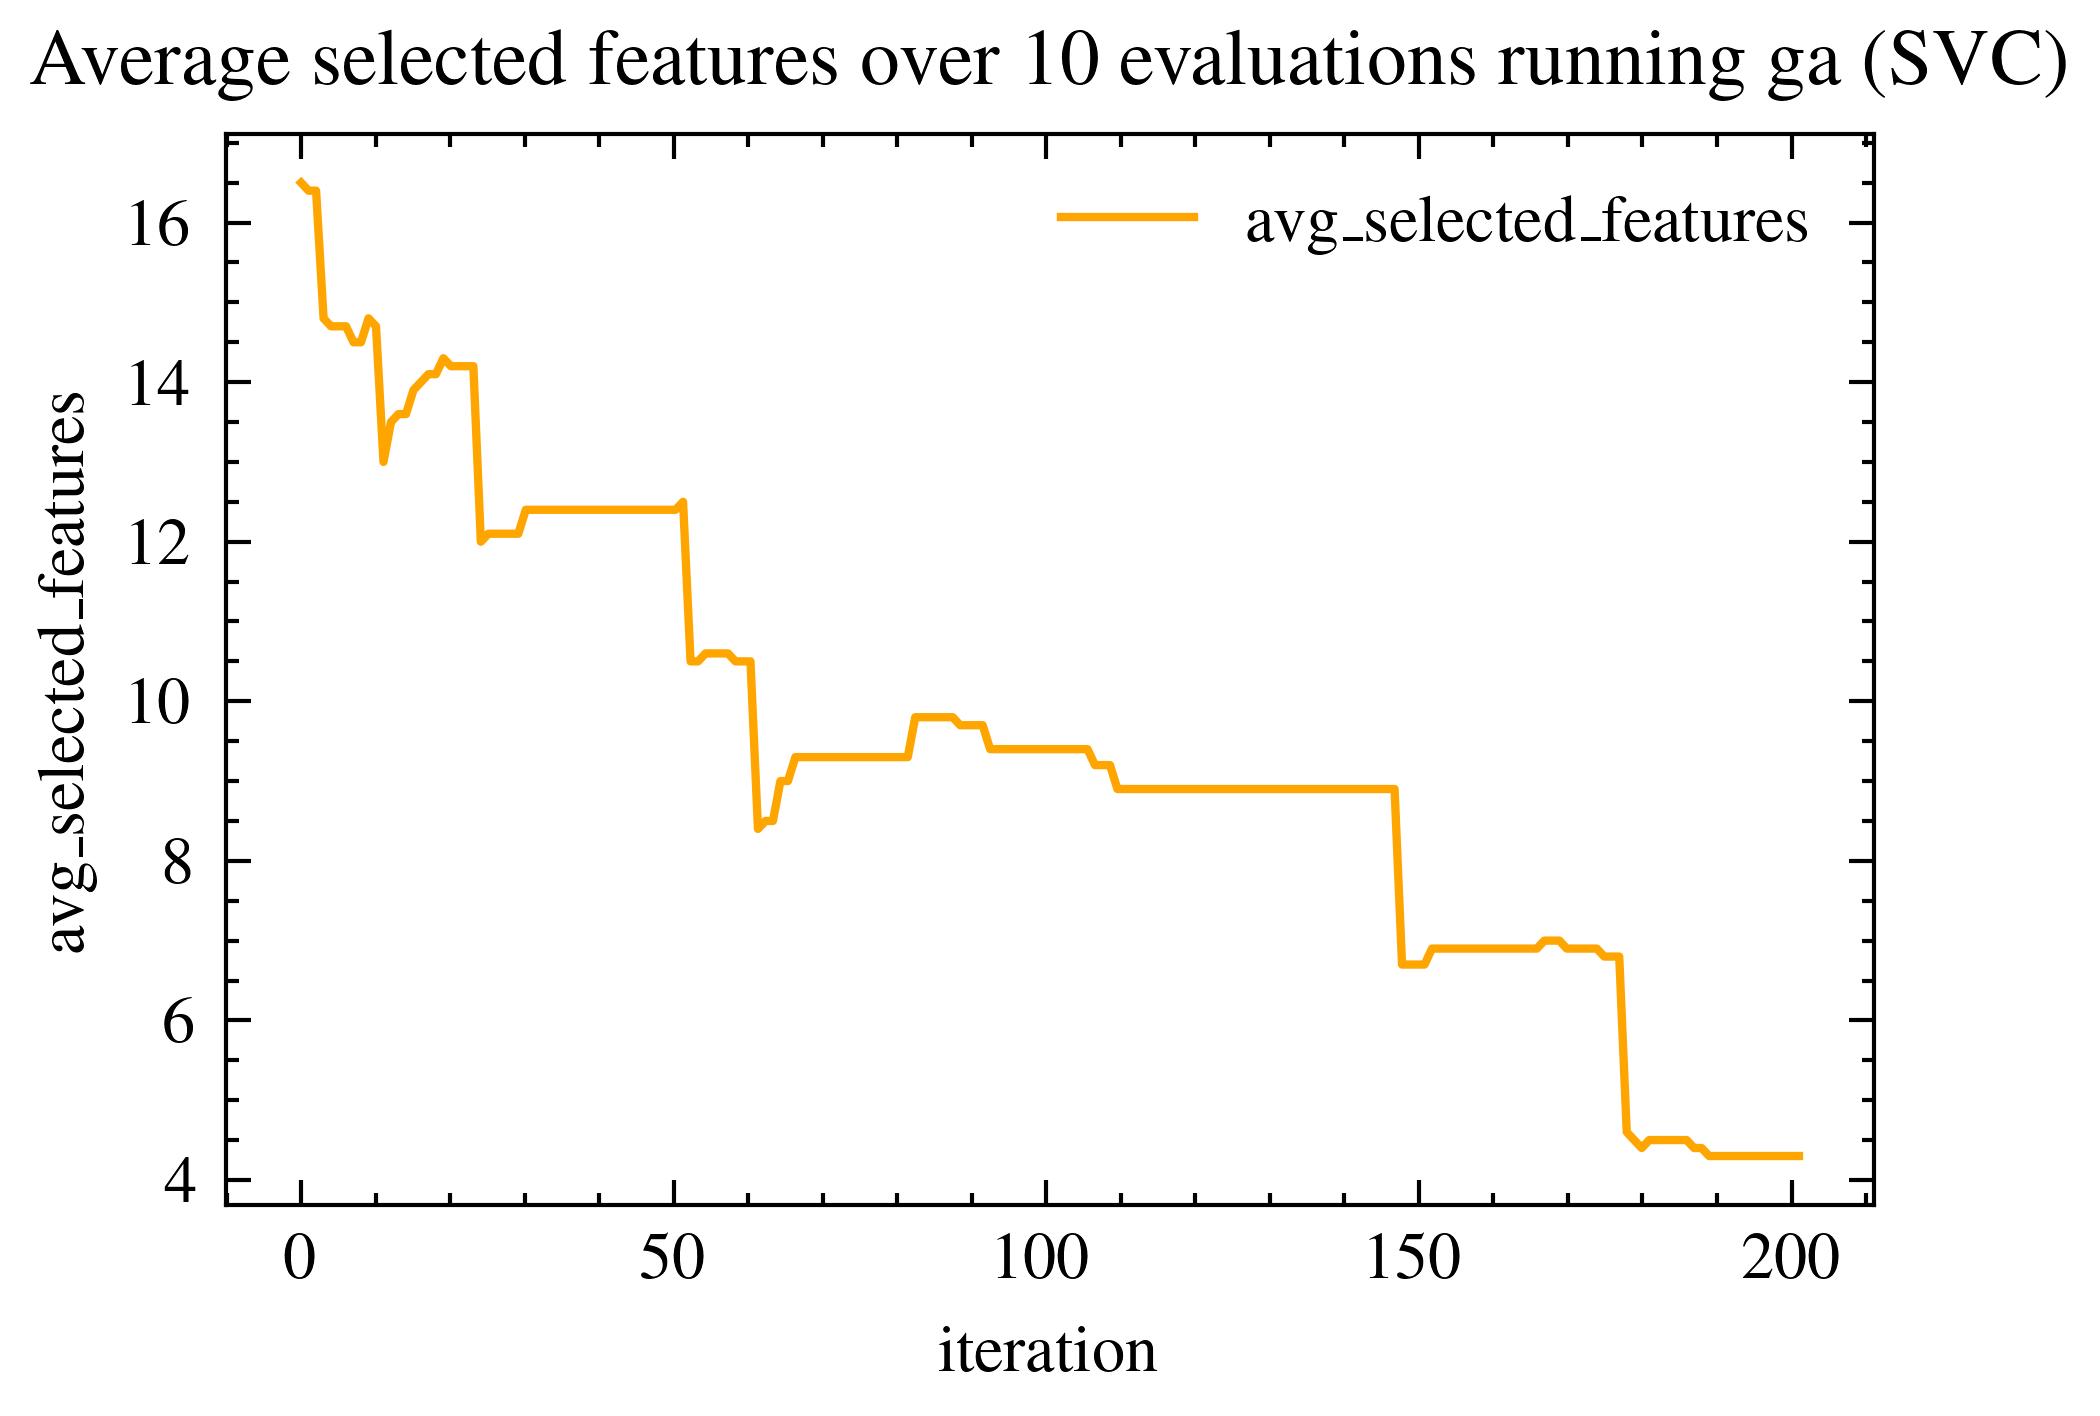 Average selected features over 10 evaluations running ga (SVC)
avg_selected_features
avg_selected_features
16
14
12
10
8
6
4
0 50 100 150 200
iteration